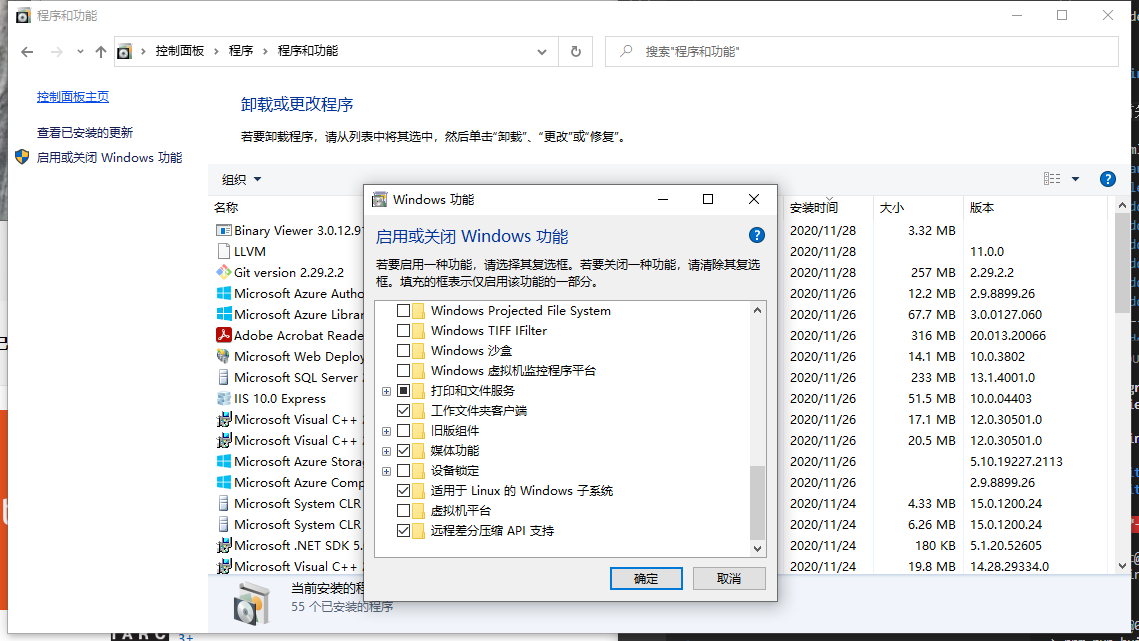 程序和功能
控制面板 程序 程序和功能
搜索"程序和功能"
控制面板主页
查看已安装的更新
启用或关闭 Windows 功能
卸载或更改程序
若要卸载程序，请从列表中将其选中，然后单击“卸载”、“更改”或“修复”。
组织
名称 安装时间 大小 版本
Binary Viewer 3.0.12.9 2020/11/28 3.32 MB
LLVM 2020/11/28 11.0.0
Git version 2.29.2.2 2020/11/28 257 MB 2.29.2.2
Microsoft Azure Autho 2020/11/26 12.2 MB 2.9.8899.26
Microsoft Azure Librar 2020/11/26 67.7 MB 3.0.0127.060
Adobe Acrobat Reade 2020/11/26 316 MB 20.013.20066
Microsoft Web Deploy 2020/11/26 14.1 MB 10.0.3802
Microsoft SQL Server 2020/11/26 233 MB 13.1.4001.0
IIS 10.0 Express 2020/11/26 51.5 MB 10.0.04403
Microsoft Visual C++ 2020/11/26 17.1 MB 12.0.30501.0
Microsoft Visual C++ 2020/11/26 20.5 MB 12.0.30501.0
Microsoft Azure Storag 2020/11/26 5.10.19227.2113
Microsoft Azure Comp 2020/11/26 2.9.8899.26
Microsoft System CLR 2020/11/24 4.33 MB 15.0.1200.24
Microsoft System CLR 2020/11/24 6.26 MB 15.0.1200.24
Microsoft .NET SDK 5. 2020/11/24 180 KB 5.1.20.52605
Microsoft Visual C++ 2020/11/24 19.8 MB 14.28.29334.0
当前安装的程
55 个已安装的程序
Windows 功能
启用或关闭 Windows 功能
若要启用一种功能，请选择其复选框。若要关闭一种功能，请清除其复选
框。填充的框表示仅启用该功能的一部分。
Windows Projected File System
Windows TIFF IFilter
Windows 沙盒
Windows 虚拟机监控程序平台
打印和文件服务
工作文件夹客户端
旧版组件
媒体功能
设备锁定
适用于 Linux 的 Windows 子系统
虚拟机平台
远程差分压缩 API 支持
确定 取消
3+